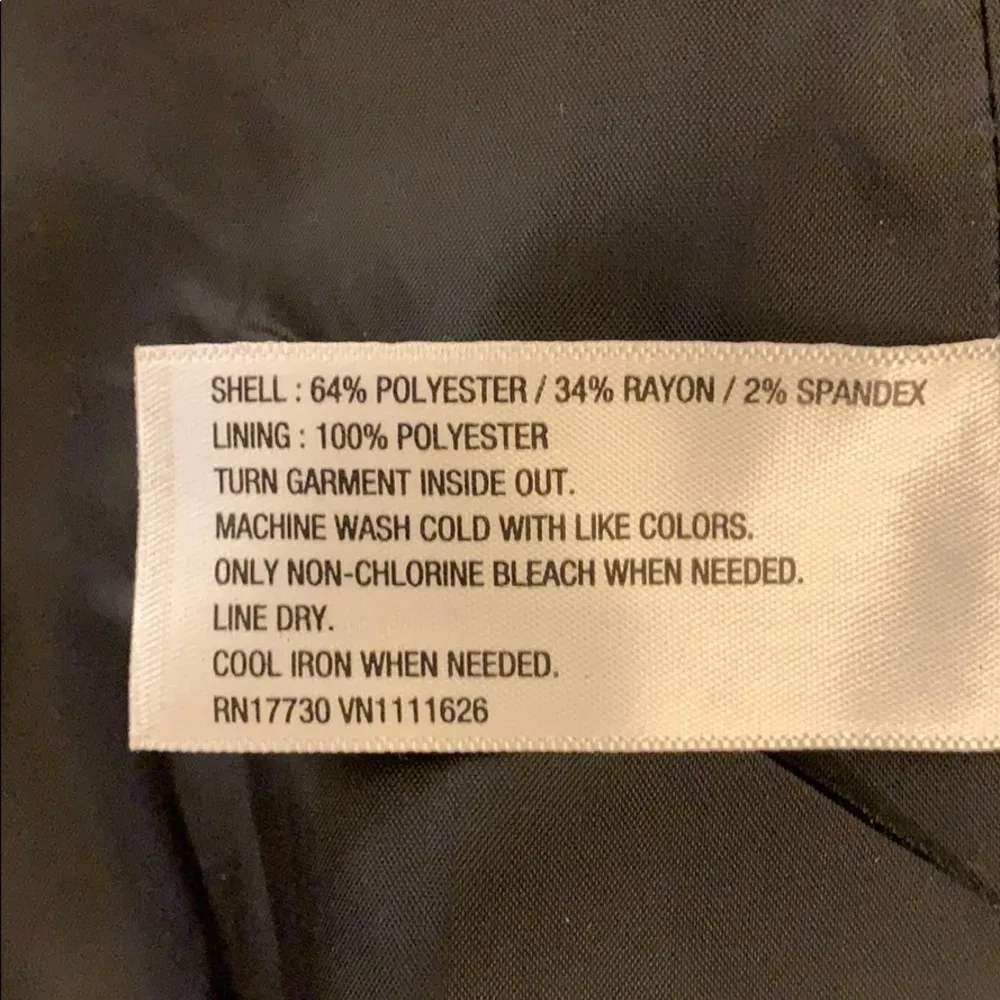 SHELL : 64% POLYESTER / 34% RAYON / 2% SPANDEX
LINING : 100% POLYESTER
TURN GARMENT INSIDE OUT.
MACHINE WASH COLD WITH LIKE COLORS.
ONLY NON-CHLORINE BLEACH WHEN NEEDED.
LINE DRY.
COOL IRON WHEN NEEDED.
RN17730 VN1111626